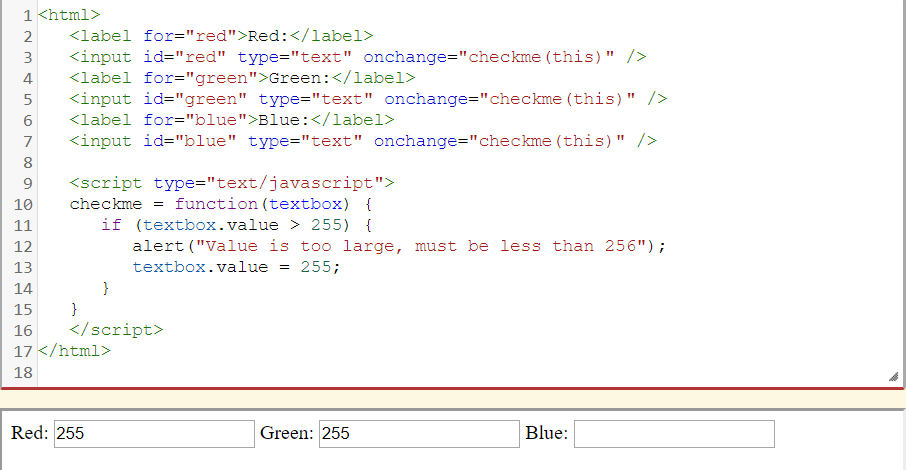 1 <html>
2    <label for="red">Red:</label>
3    <input id="red" type="text" onchange="checkme(this)" />
4    <label for="green">Green:</label>
5    <input id="green" type="text" onchange="checkme(this)" />
6    <label for="blue">Blue:</label>
7    <input id="blue" type="text" onchange="checkme(this)" />
8
9    <script type="text/javascript">
10    checkme = function(textbox) {
11       if (textbox.value > 255) {
12          alert("Value is too large, must be less than 256");
13          textbox.value = 255;
14       }
15    }
16    </script>
17 </html>
18
Red: 255 Green: 255 Blue: